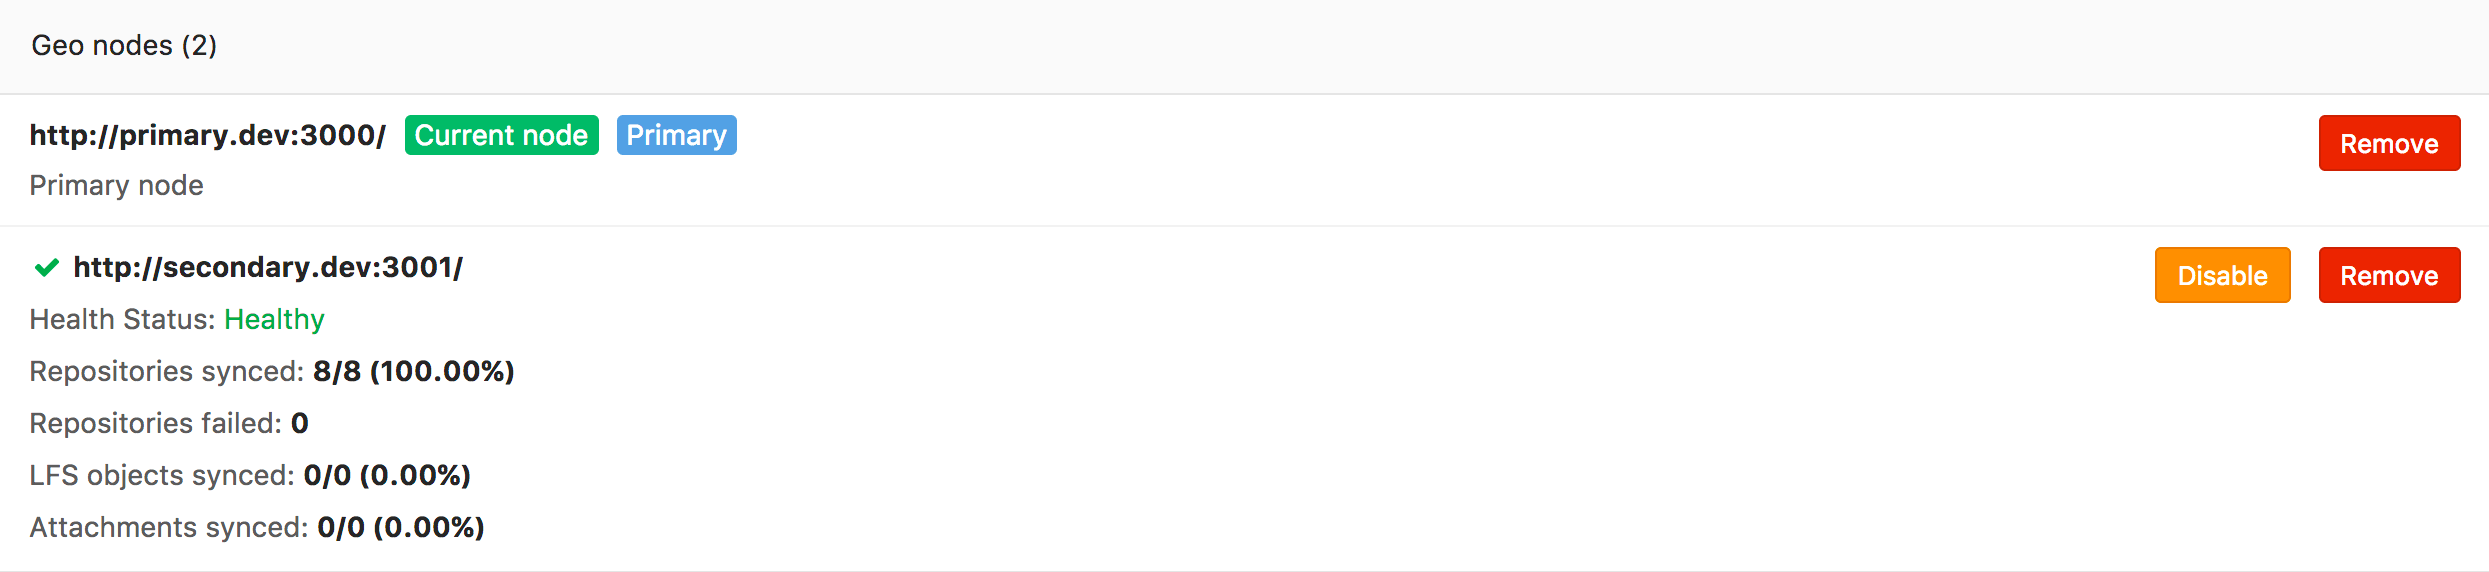 Geo nodes (2)
http://primary.dev:3000/ Current node Primary Remove
Primary node
http://secondary.dev:3001/ Disable Remove
Health Status: Healthy
Repositories synced: 8/8 (100.00%)
Repositories failed: 0
LFS objects synced: 0/0 (0.00%)
Attachments synced: 0/0 (0.00%)